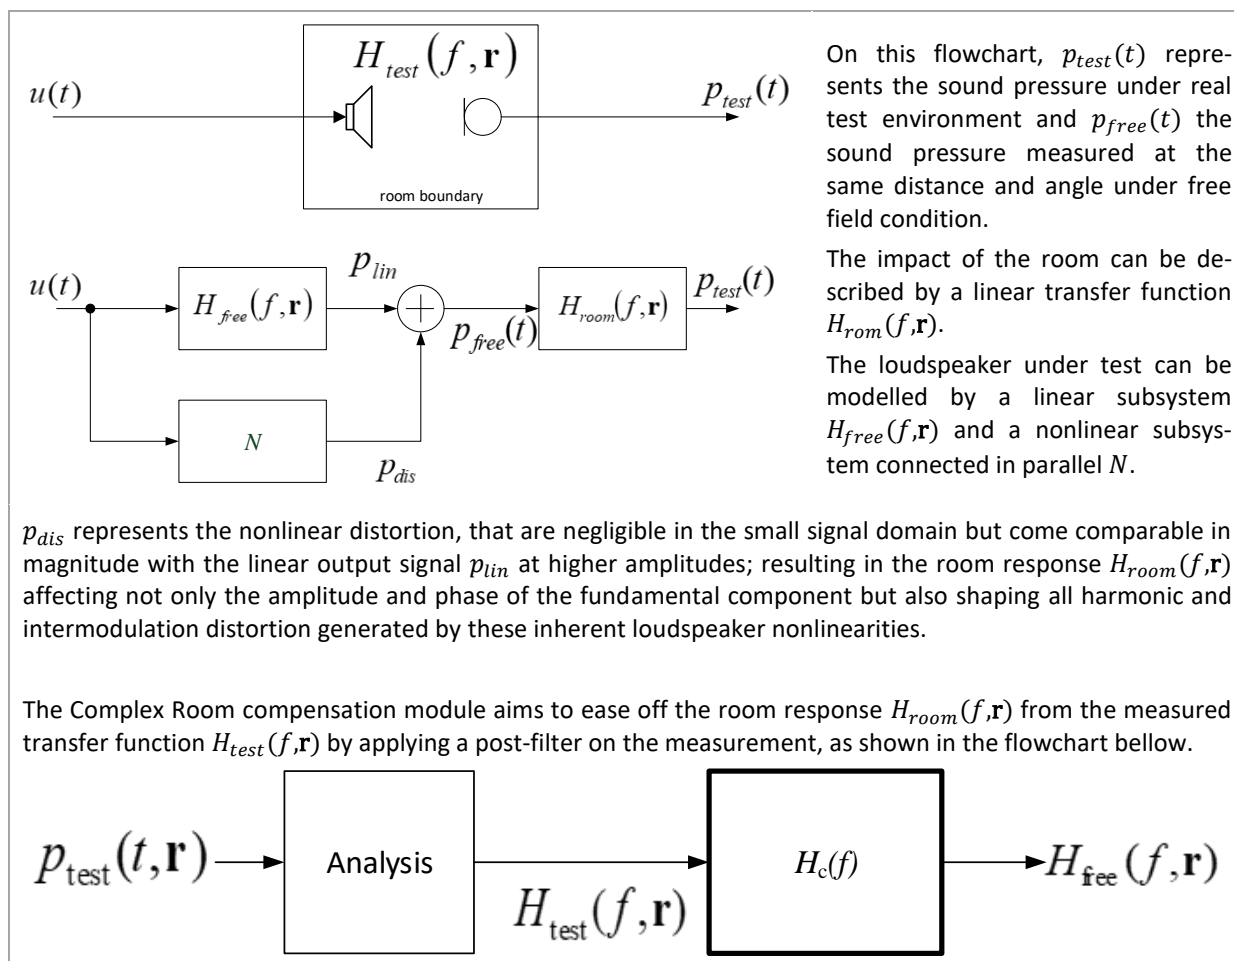 H_test(f,r)
u(t)
p_test(t)
room boundary
On this flowchart, p_test(t) repre-
sents the sound pressure under real
test environment and p_free(t) the
sound pressure measured at the
same distance and angle under free
field condition.
The impact of the room can be de-
scribed by a linear transfer function
H_rom(f,r).
The loudspeaker under test can be
modelled by a linear subsystem
H_free(f,r) and a nonlinear subsys-
tem connected in parallel N.
u(t)
H_free(f,r)
p_lin
+
p_free(t)
H_room(f,r)
p_test(t)
N
p_dis
p_dis represents the nonlinear distortion, that are negligible in the small signal domain but come comparable in
magnitude with the linear output signal p_lin at higher amplitudes; resulting in the room response H_room(f,r)
affecting not only the amplitude and phase of the fundamental component but also shaping all harmonic and
intermodulation distortion generated by these inherent loudspeaker nonlinearities.
The Complex Room compensation module aims to ease off the room response H_room(f,r) from the measured
transfer function H_test(f,r) by applying a post-filter on the measurement, as shown in the flowchart bellow.
p_test(t,r)
Analysis
H_test(f,r)
H_c(f)
H_free(f,r)